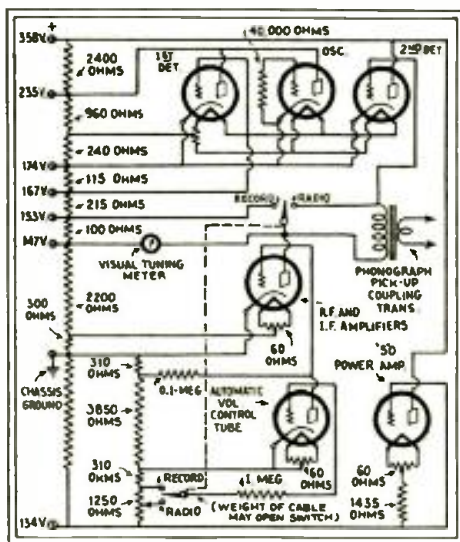 +
358V
2400 OHMS
235V
960 OHMS
240 OHMS
174V
115 OHMS
167V
215 OHMS
153V
100 OHMS
M7V
VISUAL TUNING
METER
2200
OHMS
300
OHMS
CHASSIS
GROUND
310
OHMS
3850
OHMS
310
OHMS
1250
OHMS
134V
40,000 OHMS
1ST
DET
OSC.
2ND DET
RECORD
RADIO
PHONOGRAPH
PICK-UP
COUPLING
TRANS.
R.F. AND
I.F. AMPLIFIERS
60
OHMS
'50
POWER AMP.
0.1-MEG
AUTOMATIC
VOL
CONTROL
TUBE
60
OHMS
60
OHMS
1435
OHMS
RECORD
RADIO
1 MEG
(WEIGHT OF CABLE
MAY OPEN SWITCH)